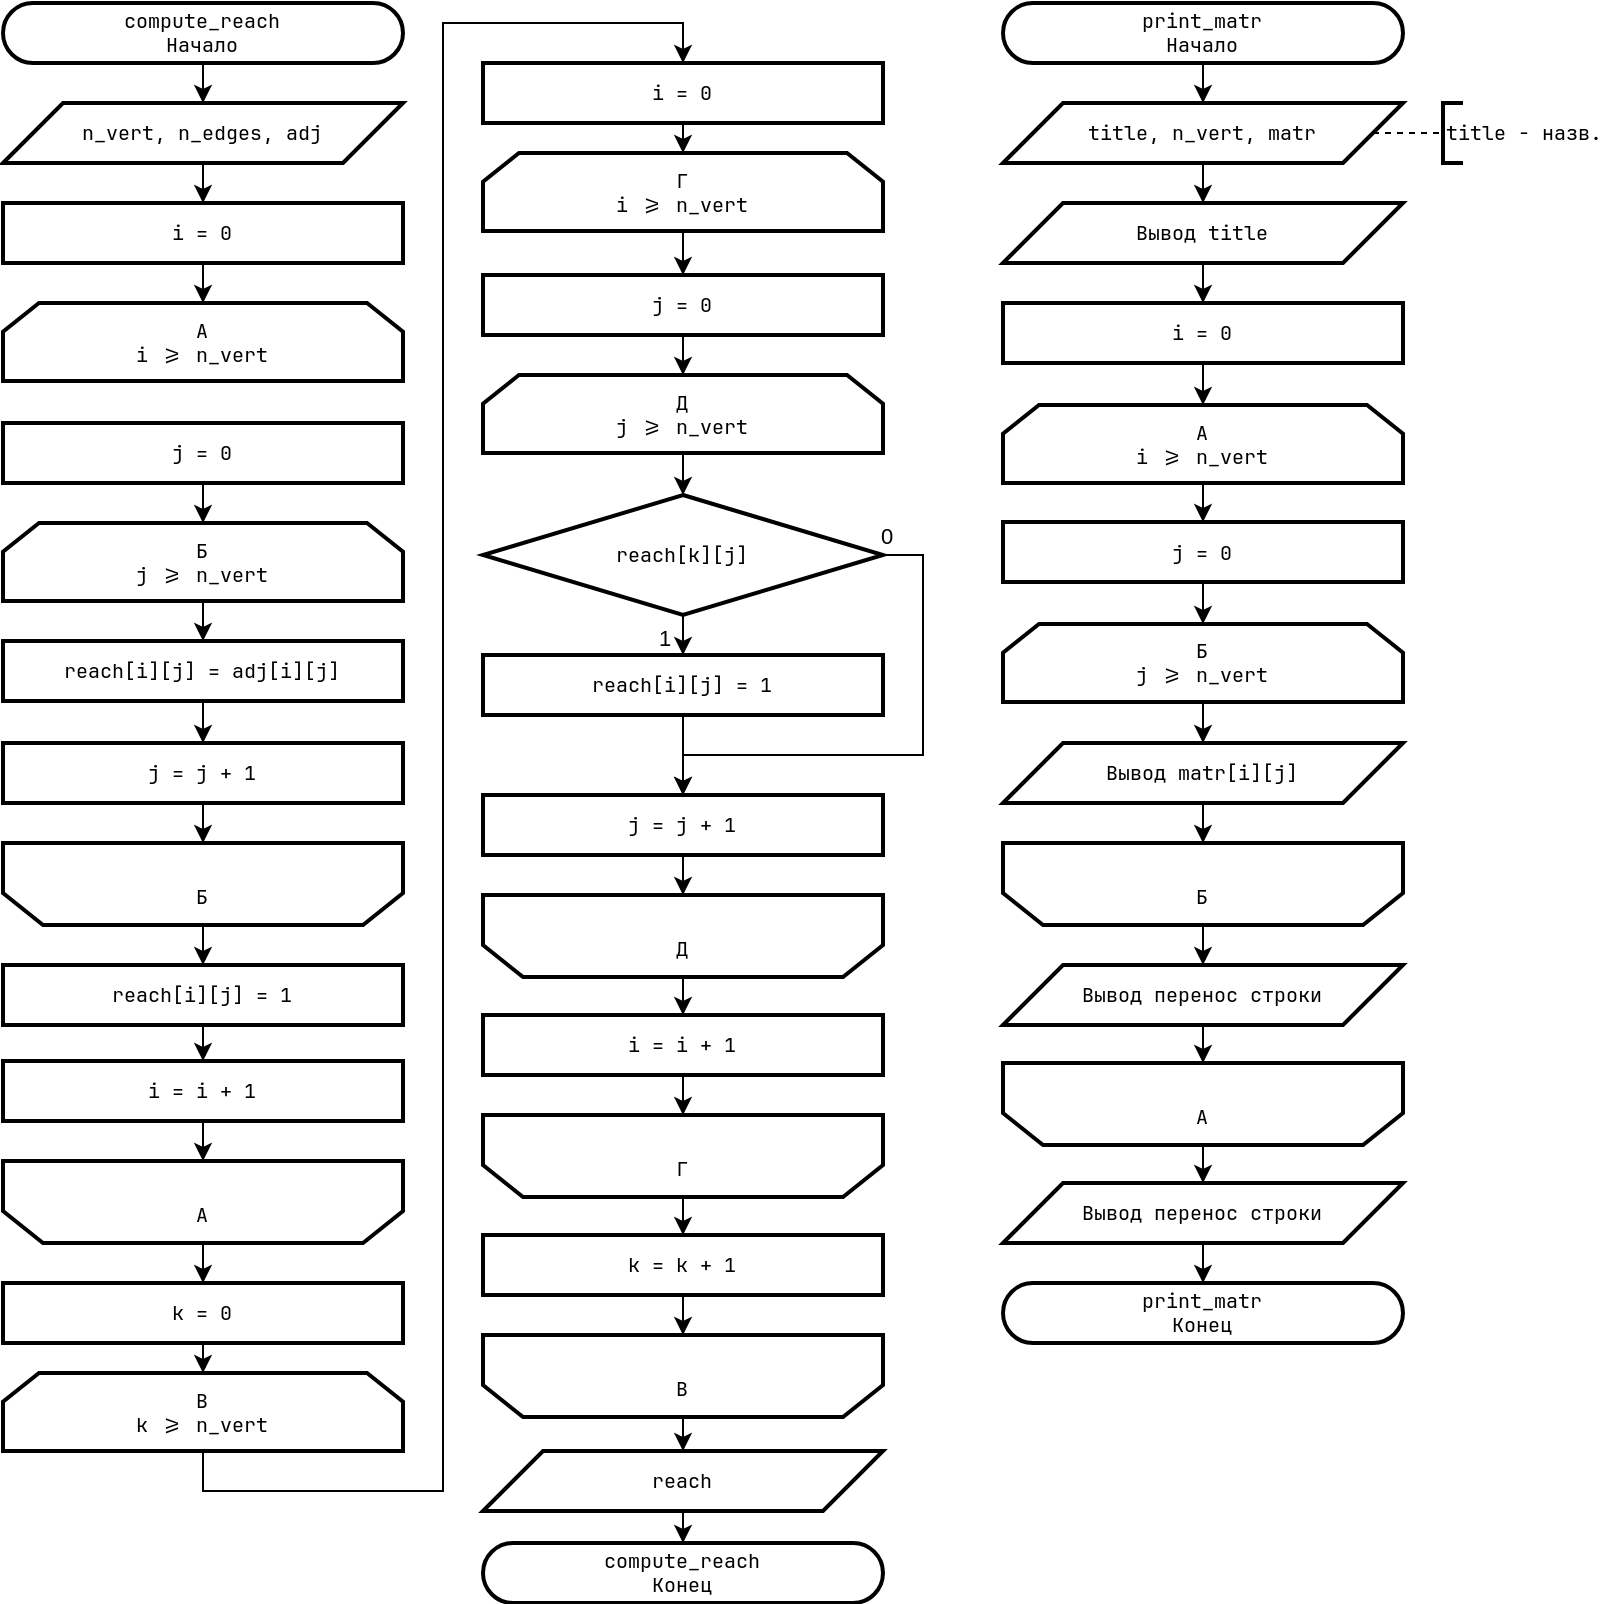 compute_reach
Начало
n_vert, n_edges, adj
i = 0
А
i ⩾ n_vert
j = 0
Б
j ⩾ n_vert
reach[i][j] = adj[i][j]
j = j + 1
Б
reach[i][j] = 1
i = i + 1
А
k = 0
В
k ⩾ n_vert
i = 0
Г
i ⩾ n_vert
j = 0
Д
j ⩾ n_vert
reach[k][j]
0
1
reach[i][j] = 1
j = j + 1
Д
i = i + 1
Г
k = k + 1
В
reach
compute_reach
Конец
print_matr
Начало
title, n_vert, matr
title - назв.
Вывод title
i = 0
А
i ⩾ n_vert
j = 0
Б
j ⩾ n_vert
Вывод matr[i][j]
Б
Вывод перенос строки
А
Вывод перенос строки
print_matr
Конец